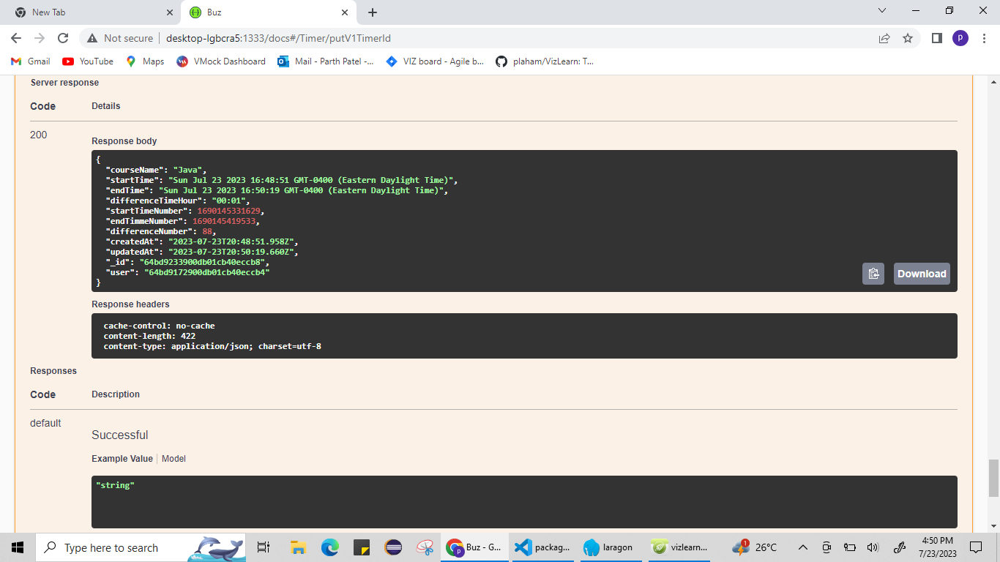 New Tab
Buz
Not secure
desktop-lgbcra5:1333/docs#/Timer/putV1TimerId
P
Gmail
YouTube
Maps
VMock Dashboard
Mail - Parth Patel -...
VIZ board - Agile b...
plaham/VizLearn: T...
Server response
Code Details
200
Response body
{
"courseName": "Java",
"startTime": "Sun Jul 23 2023 16:48:51 GMT-0400 (Eastern Daylight Time)",
"endTime": "Sun Jul 23 2023 16:50:19 GMT-0400 (Eastern Daylight Time)",
"differenceTimeHour": "00:01",
"startTimeNumber": 1690145331629,
"endTimmeNumber": 1690145419533,
"differenceNumber": 88,
"createdAt": "2023-07-23T20:48:51.958Z",
"updatedAt": "2023-07-23T20:50:19.660Z",
"_id": "64bd9233900db01cb40eccb8",
"user": "64bd9172900db01cb40eccb4"
}
Download
Response headers
cache-control: no-cache
content-length: 422
content-type: application/json; charset=utf-8
Responses
Code Description
default
Successful
Example Value Model
"string"
Type here to search
Buz - G...
packag...
laragon
vizlearn...
1
26°C
4:50 PM
7/23/2023